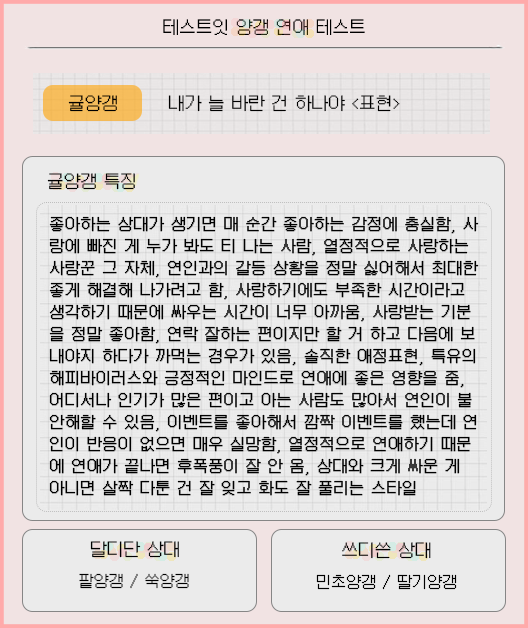 테스트잇 양갱 연애 테스트
귤양갱
내가 늘 바란 건 하나야 <표현>
귤양갱 특징
좋아하는 상대가 생기면 매 순간 좋아하는 감정에 충실함, 사
랑에 빠진 게 누가 봐도 티 나는 사람, 열정적으로 사랑하는
사랑꾼 그 자체, 연인과의 갈등 상황을 정말 싫어해서 최대한
좋게 해결해 나가려고 함, 사랑하기에도 부족한 시간이라고
생각하기 때문에 싸우는 시간이 너무 아까움, 사랑받는 기분
을 정말 좋아함, 연락 잘하는 편이지만 할 거 하고 다음에 보
내야지 하다가 까먹는 경우가 있음, 솔직한 애정표현, 특유의
해피바이러스와 긍정적인 마인드로 연애에 좋은 영향을 줌,
어디서나 인기가 많은 편이고 아는 사람도 많아서 연인이 불
안해할 수 있음, 이벤트를 좋아해서 깜짝 이벤트를 했는데 연
인이 반응이 없으면 매우 실망함, 열정적으로 연애하기 때문
에 연애가 끝나면 후폭풍이 잘 안 옴, 상대와 크게 싸운 게
아니면 살짝 다툰 건 잘 잊고 화도 잘 풀리는 스타일
달디단 상대
팥양갱 / 쑥양갱
쓰디쓴 상대
민초양갱 / 딸기양갱